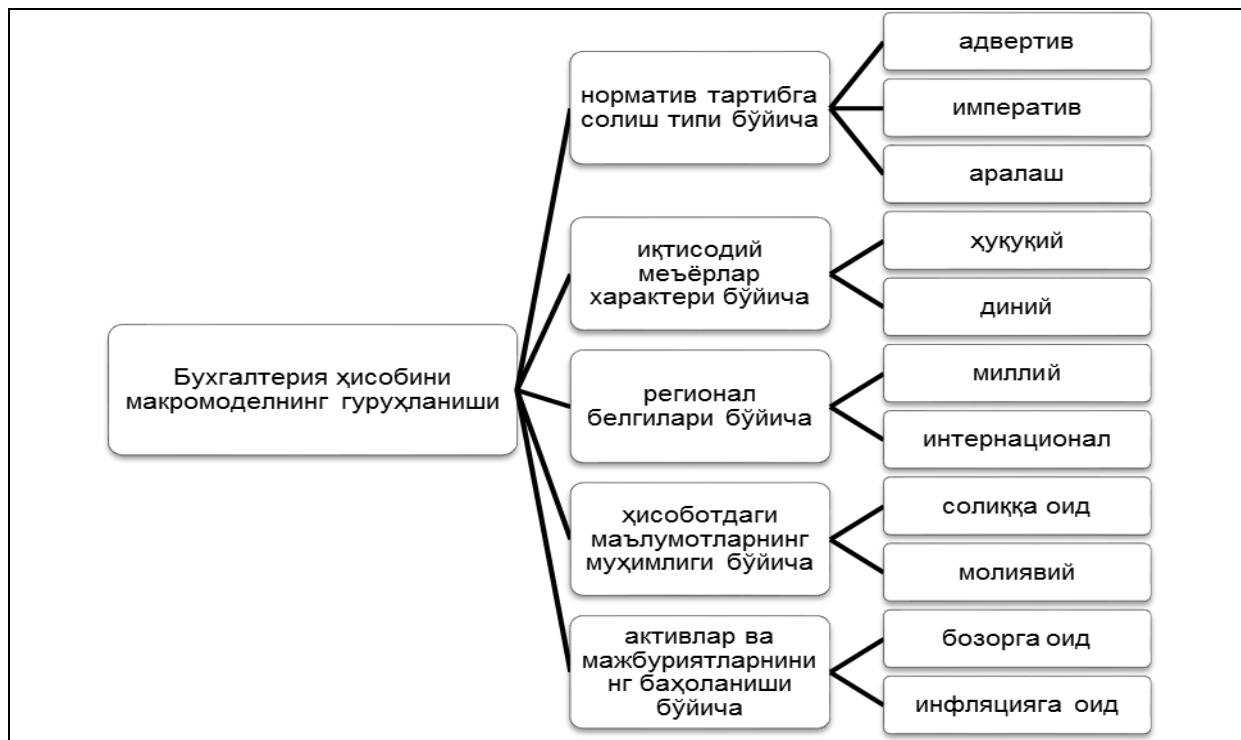 Бухгалтерия ҳисобини
макромоделнинг гуруҳланиши
норматив тартибга
солиш типи бўйича
адвертив
императив
аралаш
иқтисодий
меъёрлар
характери бўйича
ҳуқуқий
диний
регионал
белгилари бўйича
миллий
интернационал
ҳисоботдаги
маълумотларнинг
муҳимлиги бўйича
солиққа оид
молиявий
активлар ва
мажбуриятларнини
нг баҳоланиши
бўйича
бозорга оид
инфляцияга оид